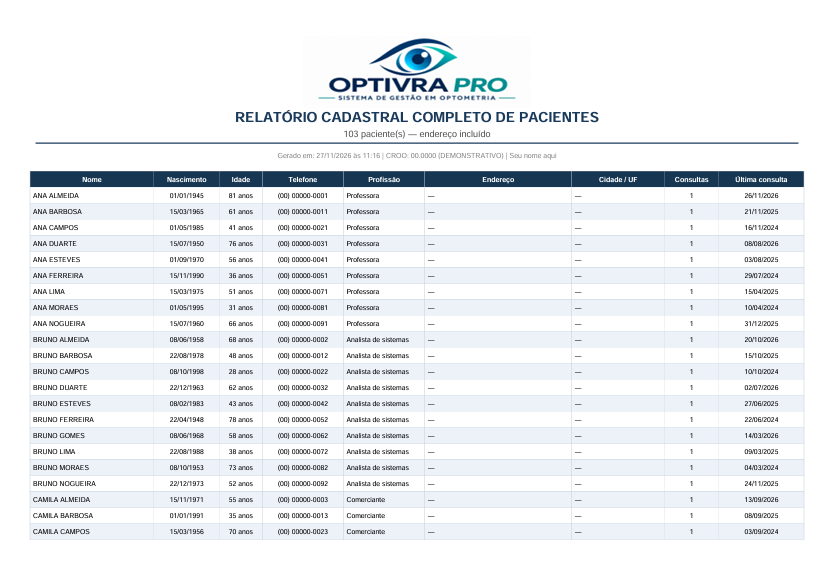 OPTIVRA PRO
SISTEMA DE GESTÃO EM OPTOMETRIA
RELATÓRIO CADASTRAL COMPLETO DE PACIENTES
103 paciente(s) — endereço incluído
Gerado em: 27/11/2026 às 11:16 | CROO: 00.0000 (DEMONSTRATIVO) | Seu nome aqui
Nome Nascimento Idade Telefone Profissão Endereço Cidade / UF Consultas Última consulta
ANA ALMEIDA 01/01/1945 81 anos (00) 00000-0001 Professora — — 1 26/11/2026
ANA BARBOSA 15/03/1965 61 anos (00) 00000-0011 Professora — — 1 21/11/2025
ANA CAMPOS 01/05/1985 41 anos (00) 00000-0021 Professora — — 1 16/11/2024
ANA DUARTE 15/07/1950 76 anos (00) 00000-0031 Professora — — 1 08/08/2026
ANA ESTEVES 01/09/1970 56 anos (00) 00000-0041 Professora — — 1 03/08/2025
ANA FERREIRA 15/11/1990 36 anos (00) 00000-0051 Professora — — 1 29/07/2024
ANA LIMA 15/03/1975 51 anos (00) 00000-0071 Professora — — 1 15/04/2025
ANA MORAES 01/05/1995 31 anos (00) 00000-0081 Professora — — 1 10/04/2024
ANA NOGUEIRA 15/07/1960 66 anos (00) 00000-0091 Professora — — 1 31/12/2025
BRUNO ALMEIDA 08/06/1958 68 anos (00) 00000-0002 Analista de sistemas — — 1 20/10/2026
BRUNO BARBOSA 22/08/1978 48 anos (00) 00000-0012 Analista de sistemas — — 1 15/10/2025
BRUNO CAMPOS 08/10/1998 28 anos (00) 00000-0022 Analista de sistemas — — 1 10/10/2024
BRUNO DUARTE 22/12/1963 62 anos (00) 00000-0032 Analista de sistemas — — 1 02/07/2026
BRUNO ESTEVES 08/02/1983 43 anos (00) 00000-0042 Analista de sistemas — — 1 27/06/2025
BRUNO FERREIRA 22/04/1948 78 anos (00) 00000-0052 Analista de sistemas — — 1 22/06/2024
BRUNO GOMES 08/06/1968 58 anos (00) 00000-0062 Analista de sistemas — — 1 14/03/2026
BRUNO LIMA 22/08/1988 38 anos (00) 00000-0072 Analista de sistemas — — 1 09/03/2025
BRUNO MORAES 08/10/1953 73 anos (00) 00000-0082 Analista de sistemas — — 1 04/03/2024
BRUNO NOGUEIRA 22/12/1973 52 anos (00) 00000-0092 Analista de sistemas — — 1 24/11/2025
CAMILA ALMEIDA 15/11/1971 55 anos (00) 00000-0003 Comerciante — — 1 13/09/2026
CAMILA BARBOSA 01/01/1991 35 anos (00) 00000-0013 Comerciante — — 1 08/09/2025
CAMILA CAMPOS 15/03/1956 70 anos (00) 00000-0023 Comerciante — — 1 03/09/2024